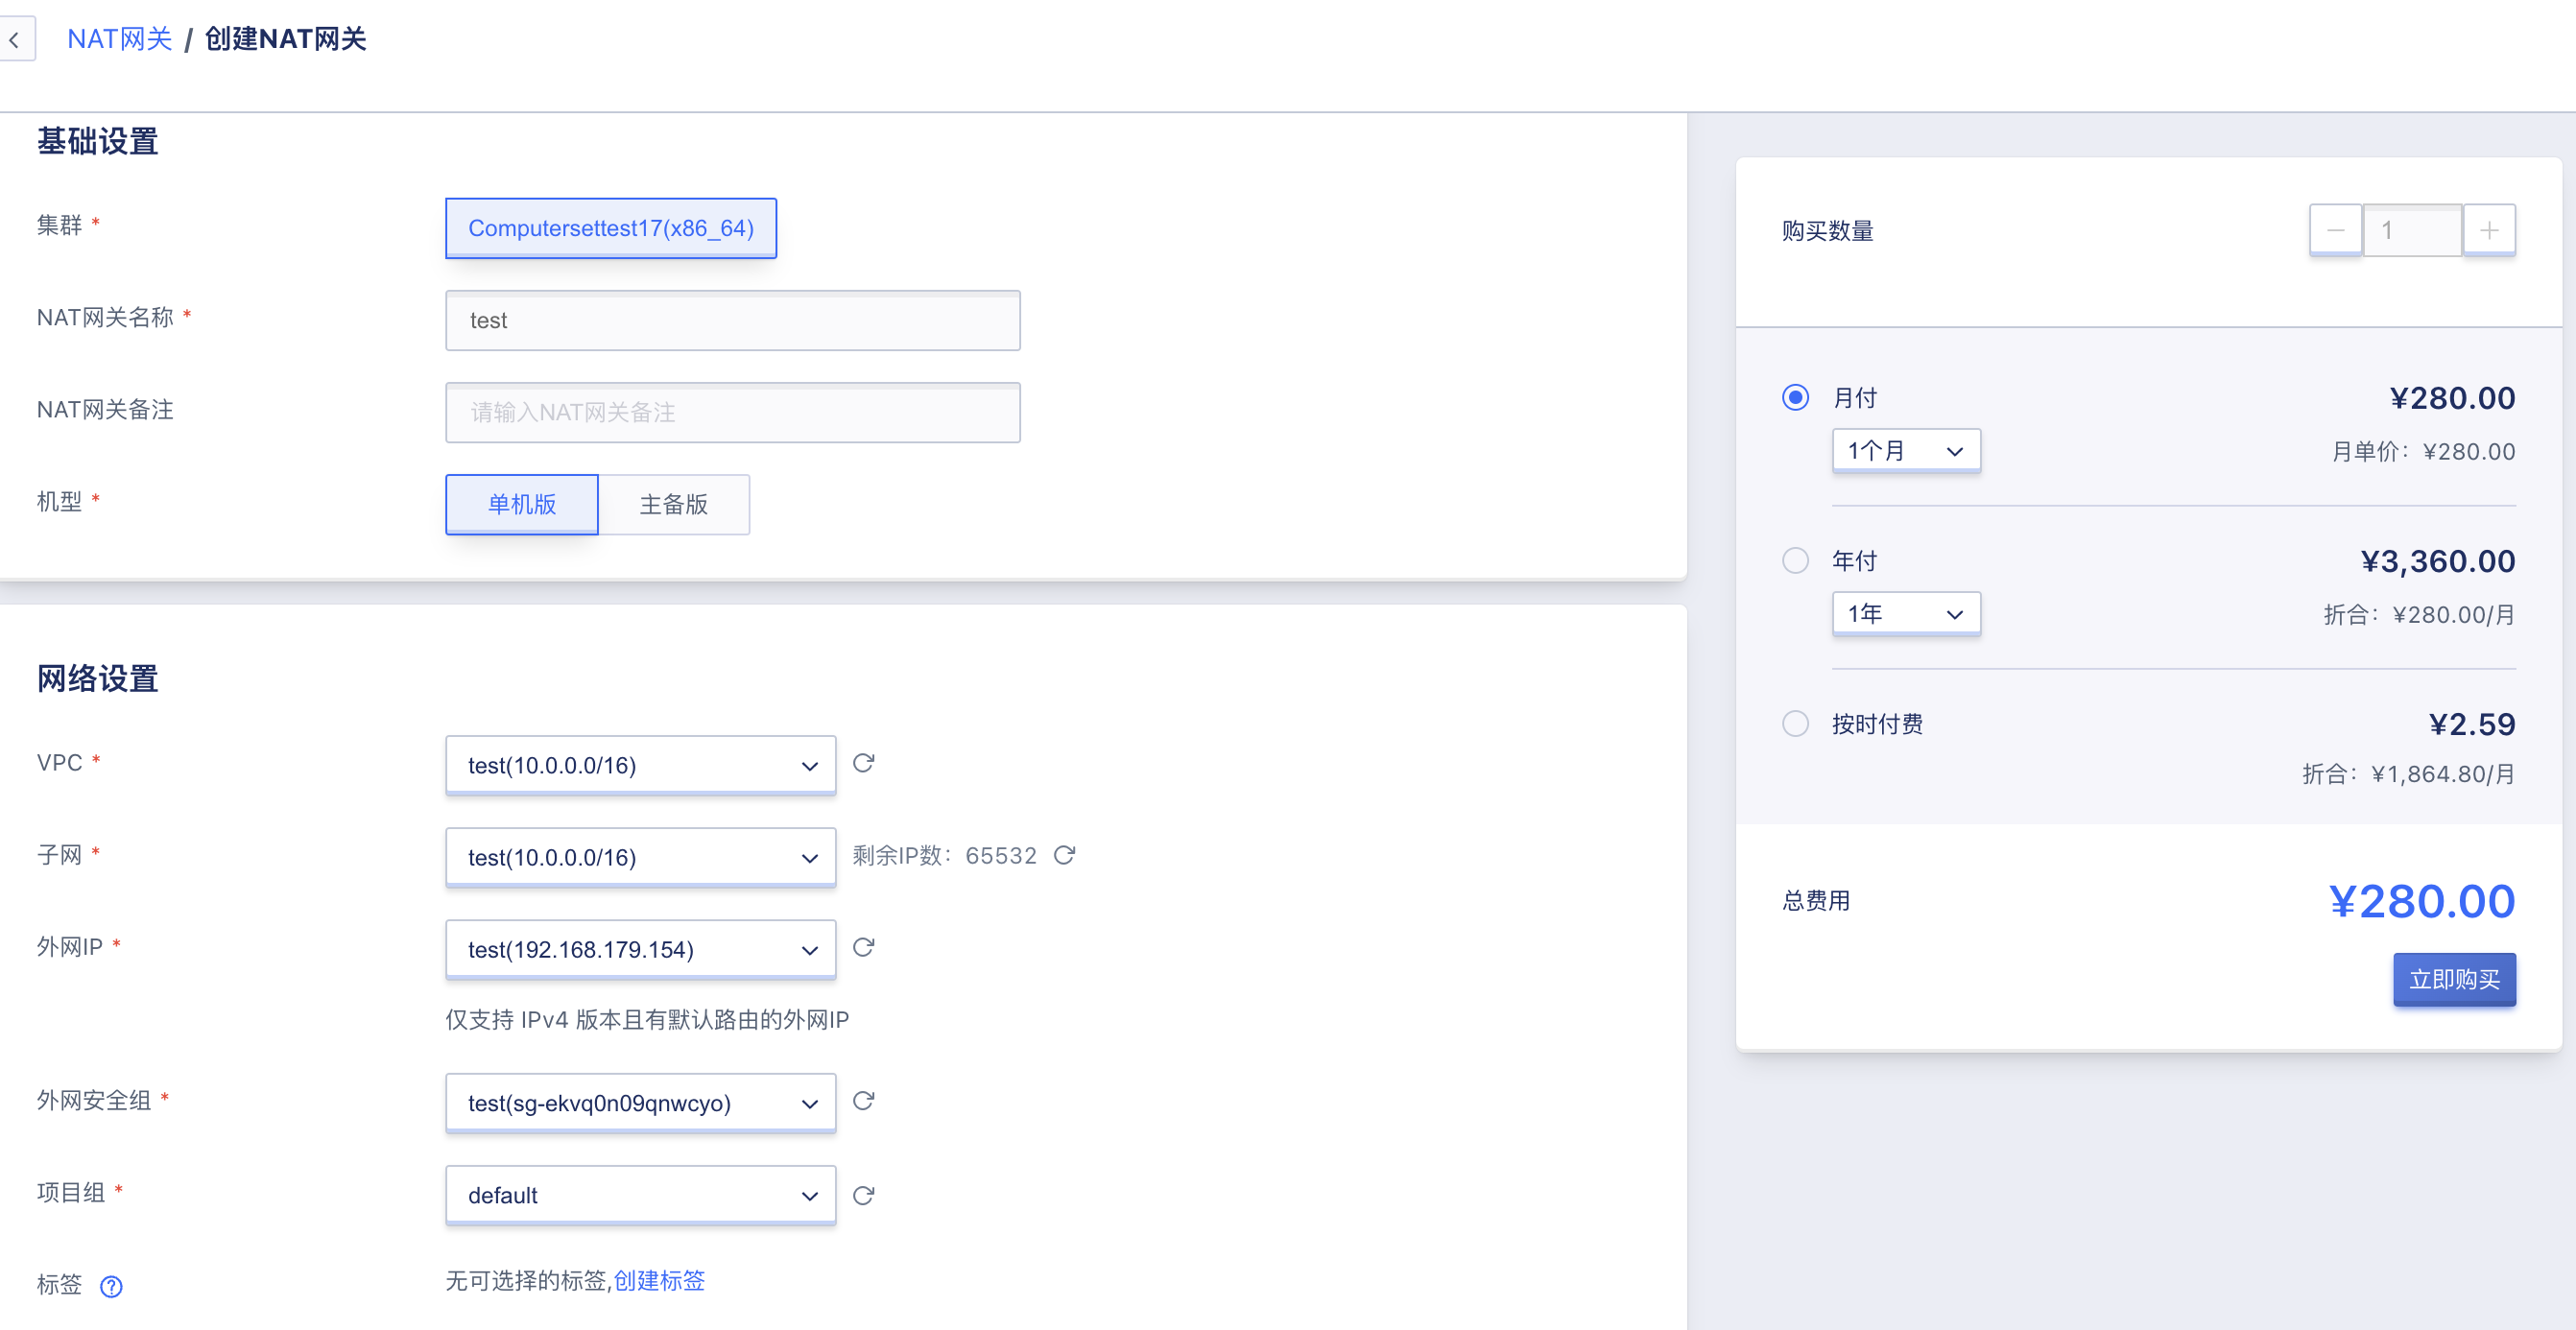 NAT网关 / 创建NAT网关
基础设置
集群 *
Computersettest17(x86_64)
NAT网关名称 *
test
NAT网关备注
请输入NAT网关备注
机型 *
单机版
主备版
网络设置
VPC *
test(10.0.0.0/16)
子网 *
test(10.0.0.0/16)
剩余IP数：65532
外网IP *
test(192.168.179.154)
仅支持 IPv4 版本且有默认路由的外网IP
外网安全组 *
test(sg-ekvq0n09qnwcyo)
项目组 *
default
标签
无可选择的标签,创建标签
购买数量
1
月付
¥280.00
1个月
月单价：¥280.00
年付
¥3,360.00
1年
折合：¥280.00/月
按时付费
¥2.59
折合：¥1,864.80/月
总费用
¥280.00
立即购买